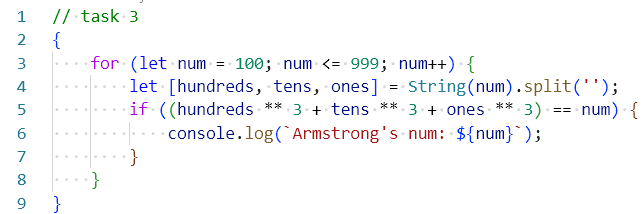 1 // task 3
2 {
3     for (let num = 100; num <= 999; num++) {
4         let [hundreds, tens, ones] = String(num).split('');
5         if ((hundreds ** 3 + tens ** 3 + ones ** 3) == num) {
6             console.log(`Armstrong's num: ${num}`);
7         }
8     }
9 }